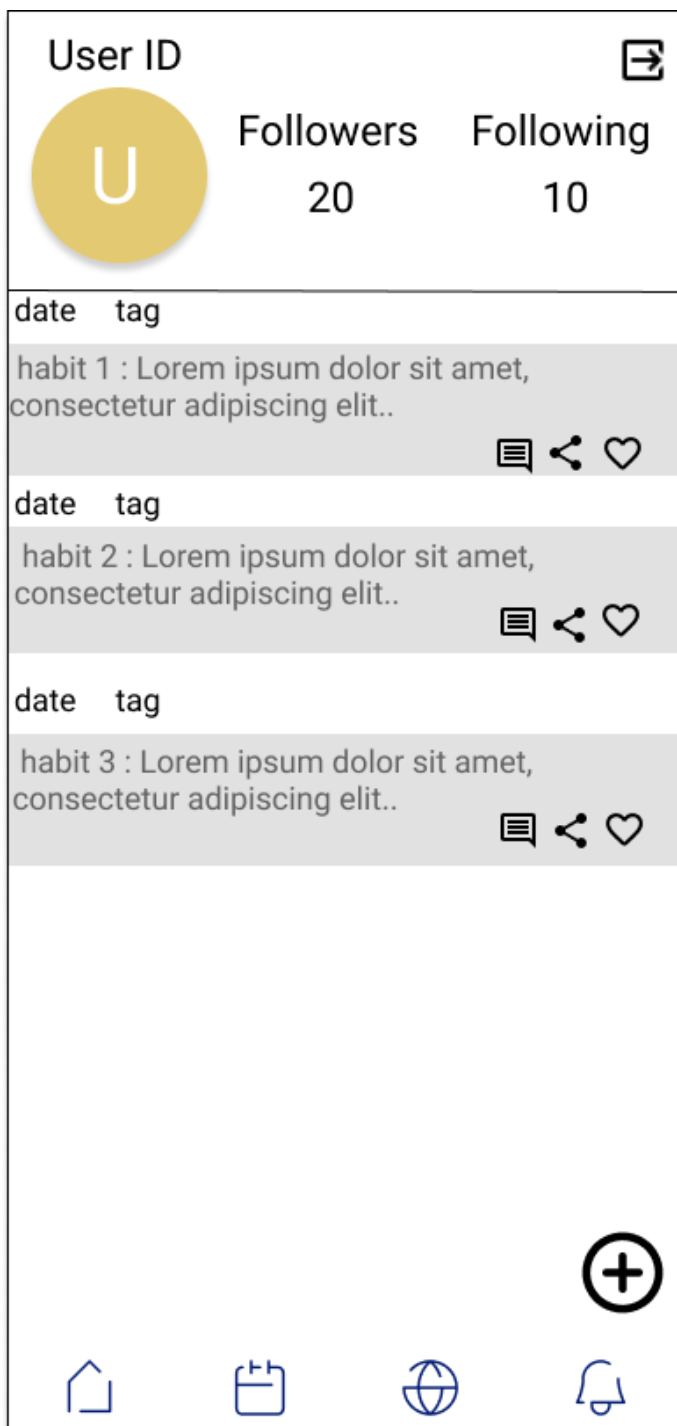 User ID
U
Followers Following
20 10
date tag
habit 1 : Lorem ipsum dolor sit amet,
consectetur adipiscing elit..
date tag
habit 2 : Lorem ipsum dolor sit amet,
consectetur adipiscing elit..
date tag
habit 3 : Lorem ipsum dolor sit amet,
consectetur adipiscing elit..